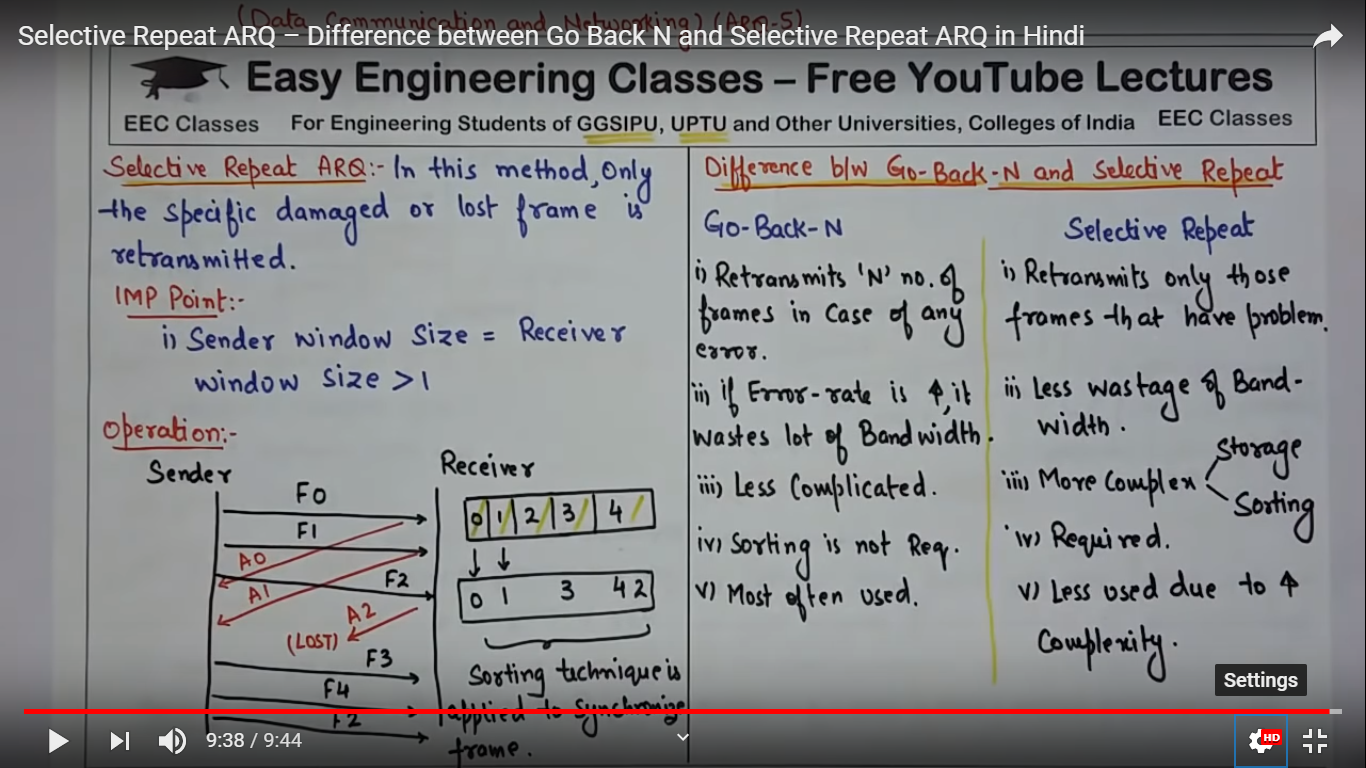 (Data Communication and Networking) (ARQ-5)
Selective Repeat ARQ – Difference between Go Back N and Selective Repeat ARQ in Hindi
Easy Engineering Classes – Free YouTube Lectures
EEC Classes For Engineering Students of GGSIPU, UPTU and Other Universities, Colleges of India EEC Classes
Selective Repeat ARQ:- In this method, Only
the specific damaged or lost frame is
retransmitted.
IMP Point:-
i) Sender window Size = Receiver
window size >1
Operation:-
Sender Receiver
F0
F1
A0
A1
F2
A2
(LOST)
F3
F4
F2
0 1 2 3 4
0 1 3 4 2
Sorting technique is
applied to synchronize
frame.
Difference b/w Go-Back-N and Selective Repeat
Go-Back-N
i) Retransmits 'N' no. of
frames in Case of any
error.
ii) if Error-rate is ↑, it
wastes lot of Bandwidth.
iii) Less Complicated.
iv) Sorting is not Req.
v) Most often used.
Selective Repeat
i) Retransmits only those
frames that have problem.
ii) Less wastage of Band-
width.
iii) More Complex
Storage
Sorting
iv) Required.
v) Less used due to ↑
Complexity.
Settings
9:38 / 9:44
HD